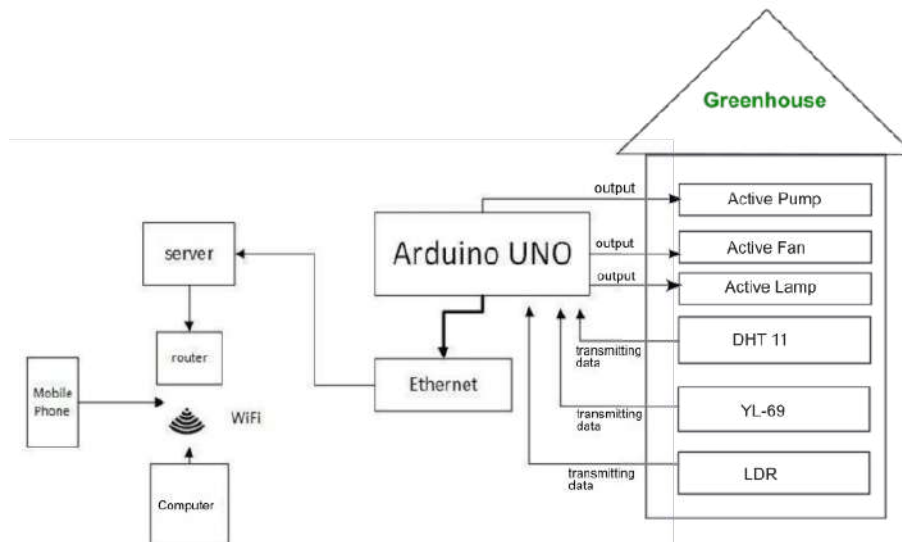 Greenhouse
output
Active Pump
server
Arduino UNO
output
Active Fan
output
Active Lamp
router
transmitting
data
DHT 11
Mobile
Phone
WiFi
Ethernet
transmitting
data
YL-69
Computer
transmitting
data
LDR